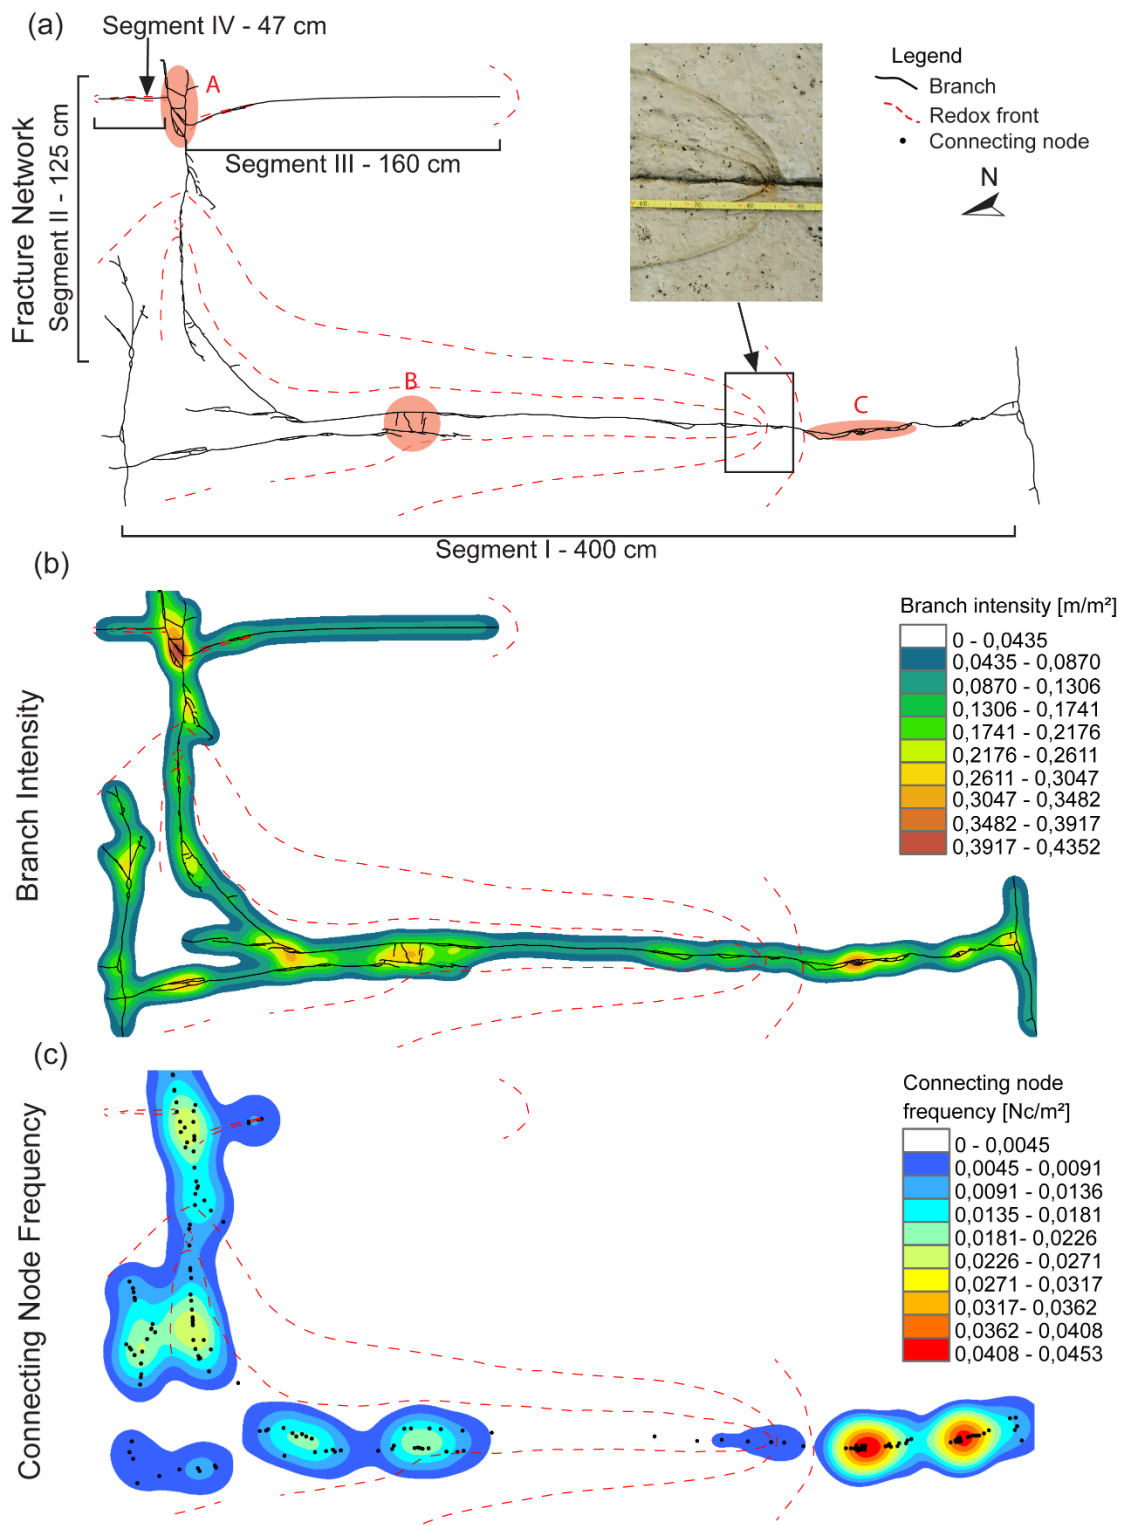 (a)
Segment IV - 47 cm
A
Segment III - 160 cm
Fracture Network
Segment II - 125 cm
Legend
Branch
Redox front
Connecting node
N
60
70
80
90
B
C
Segment I - 400 cm
(b)
Branch Intensity
Branch intensity [m/m²]
0 - 0,0435
0,0435 - 0,0870
0,0870 - 0,1306
0,1306 - 0,1741
0,1741 - 0,2176
0,2176 - 0,2611
0,2611 - 0,3047
0,3047 - 0,3482
0,3482 - 0,3917
0,3917 - 0,4352
(c)
Connecting Node Frequency
Connecting node
frequency [Nc/m²]
0 - 0,0045
0,0045 - 0,0091
0,0091 - 0,0136
0,0135 - 0,0181
0,0181- 0,0226
0,0226 - 0,0271
0,0271 - 0,0317
0,0317- 0,0362
0,0362 - 0,0408
0,0408 - 0,0453